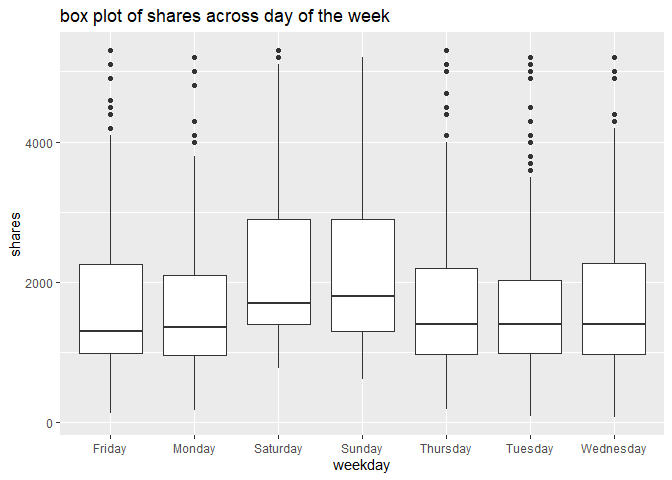 box plot of shares across day of the week
shares
4000
2000
0
Friday Monday Saturday Sunday Thursday Tuesday Wednesday
weekday